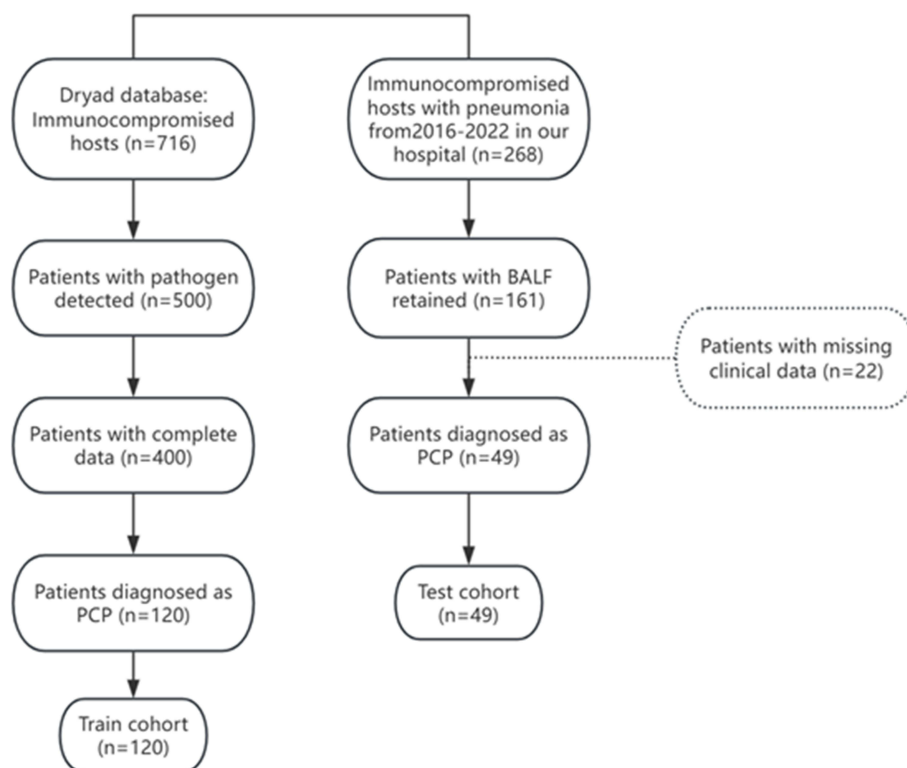 Dryad database:
Immunocompromised
hosts (n=716)
Immunocompromised
hosts with pneumonia
from2016-2022 in our
hospital (n=268)
Patients with pathogen
detected (n=500)
Patients with BALF
retained (n=161)
Patients with missing
clinical data (n=22)
Patients with complete
data (n=400)
Patients diagnosed as
PCP (n=49)
Patients diagnosed as
PCP (n=120)
Test cohort
(n=49)
Train cohort
(n=120)